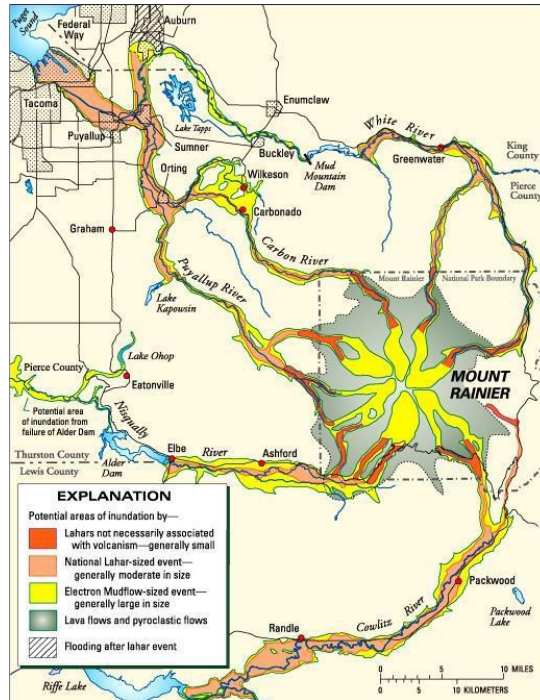 Puget
Sound
Federal
Way
Auburn
Tacoma
Puyallup
Lake Tapps
Enumclaw
Sumner
Buckley
Mud
Mountain
Dam
White River
Greenwater
King
County
Pierce
County
Orting
Wilkeson
Carbonado
Graham
Carbon River
Puyallup River
Mount Rainier
National Park Boundary
Lake
Kapowsin
MOUNT
RAINIER
Pierce County
Lake Ohop
Eatonville
Potential area
of inundation from
failure of Alder Dam
Nisqually
River
Thurston County
Lewis County
Alder
Dam
Elbe
Ashford
EXPLANATION
Potential areas of inundation by—
Lahars not necessarily associated
with volcanism—generally small
National Lahar-sized event—
generally moderate in size
Electron Mudflow-sized event—
generally large in size
Lava flows and pyroclastic flows
Flooding after lahar event
Packwood
Packwood
Lake
Cowlitz River
Randle
Riffe Lake
0 5 10 MILES
0 5 10 KILOMETERS